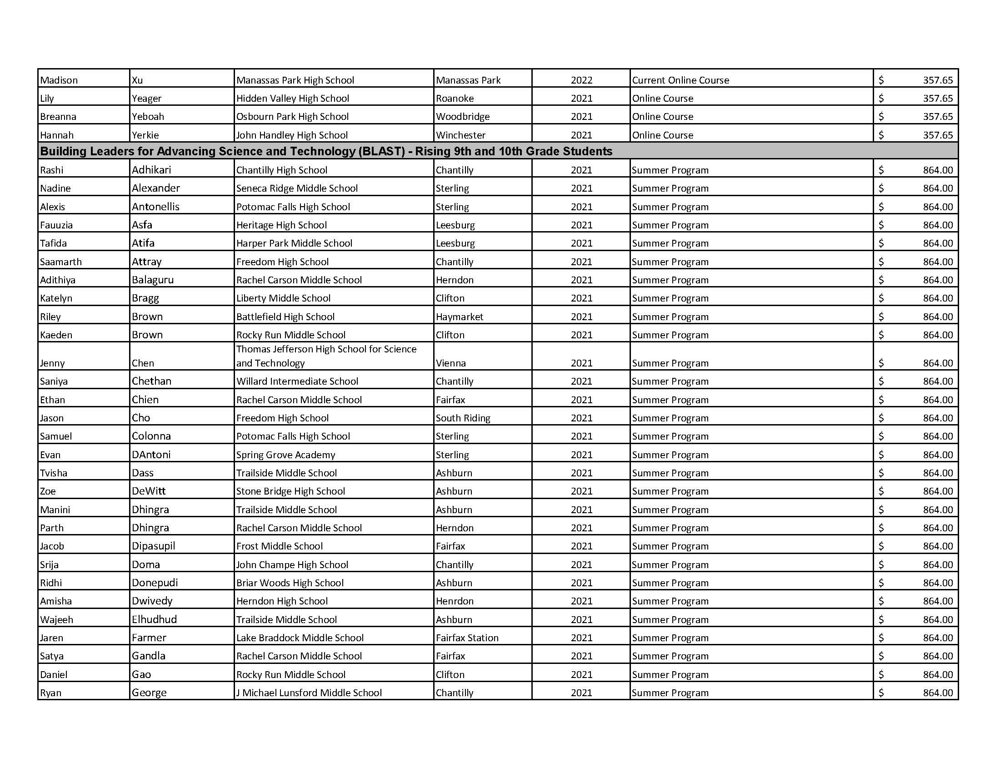 Madison Xu Manassas Park High School Manassas Park 2022 Current Online Course $ 357.65
Lily Yeager Hidden Valley High School Roanoke 2021 Online Course $ 357.65
Breanna Yeboah Osbourn Park High School Woodbridge 2021 Online Course $ 357.65
Hannah Yerkie John Handley High School Winchester 2021 Online Course $ 357.65
Building Leaders for Advancing Science and Technology (BLAST) - Rising 9th and 10th Grade Students
Rashi Adhikari Chantilly High School Chantilly 2021 Summer Program $ 864.00
Nadine Alexander Seneca Ridge Middle School Sterling 2021 Summer Program $ 864.00
Alexis Antonellis Potomac Falls High School Sterling 2021 Summer Program $ 864.00
Fauuzia Asfa Heritage High School Leesburg 2021 Summer Program $ 864.00
Tafida Atifa Harper Park Middle School Leesburg 2021 Summer Program $ 864.00
Saamarth Attray Freedom High School Chantilly 2021 Summer Program $ 864.00
Adithiya Balaguru Rachel Carson Middle School Herndon 2021 Summer Program $ 864.00
Katelyn Bragg Liberty Middle School Clifton 2021 Summer Program $ 864.00
Riley Brown Battlefield High School Haymarket 2021 Summer Program $ 864.00
Kaeden Brown Rocky Run Middle School Clifton 2021 Summer Program $ 864.00
Thomas Jefferson High School for Science
Jenny Chen and Technology Vienna 2021 Summer Program $ 864.00
Saniya Chethan Willard Intermediate School Chantilly 2021 Summer Program $ 864.00
Ethan Chien Rachel Carson Middle School Fairfax 2021 Summer Program $ 864.00
Jason Cho Freedom High School South Riding 2021 Summer Program $ 864.00
Samuel Colonna Potomac Falls High School Sterling 2021 Summer Program $ 864.00
Evan DAntoni Spring Grove Academy Sterling 2021 Summer Program $ 864.00
Tvisha Dass Trailside Middle School Ashburn 2021 Summer Program $ 864.00
Zoe DeWitt Stone Bridge High School Ashburn 2021 Summer Program $ 864.00
Manini Dhingra Trailside Middle School Ashburn 2021 Summer Program $ 864.00
Parth Dhingra Rachel Carson Middle School Herndon 2021 Summer Program $ 864.00
Jacob Dipasupil Frost Middle School Fairfax 2021 Summer Program $ 864.00
Srija Doma John Champe High School Chantilly 2021 Summer Program $ 864.00
Ridhi Donepudi Briar Woods High School Ashburn 2021 Summer Program $ 864.00
Amisha Dwivedy Herndon High School Henrdon 2021 Summer Program $ 864.00
Wajeeh Elhudhud Trailside Middle School Ashburn 2021 Summer Program $ 864.00
Jaren Farmer Lake Braddock Middle School Fairfax Station 2021 Summer Program $ 864.00
Satya Gandla Rachel Carson Middle School Fairfax 2021 Summer Program $ 864.00
Daniel Gao Rocky Run Middle School Clifton 2021 Summer Program $ 864.00
Ryan George J Michael Lunsford Middle School Chantilly 2021 Summer Program $ 864.00